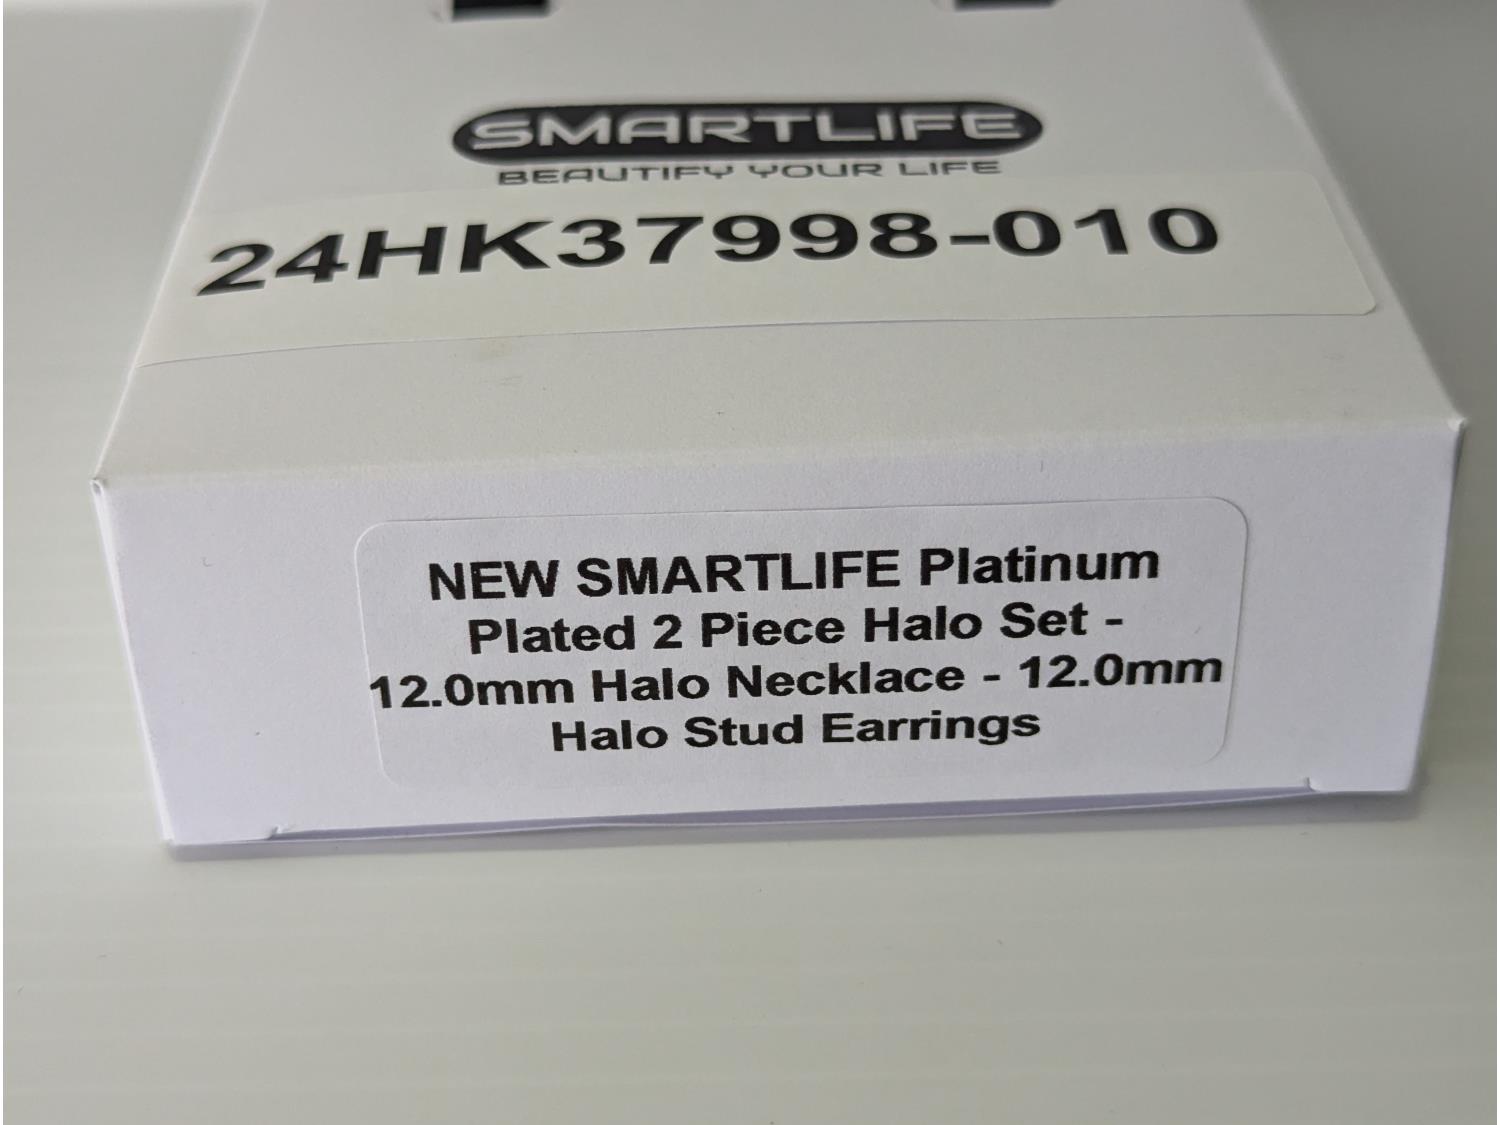 SMARTLIFE
BEAUTIFY YOUR LIFE
24HK37998-010
NEW SMARTLIFE Platinum
Plated 2 Piece Halo Set -
12.0mm Halo Necklace - 12.0mm
Halo Stud Earrings